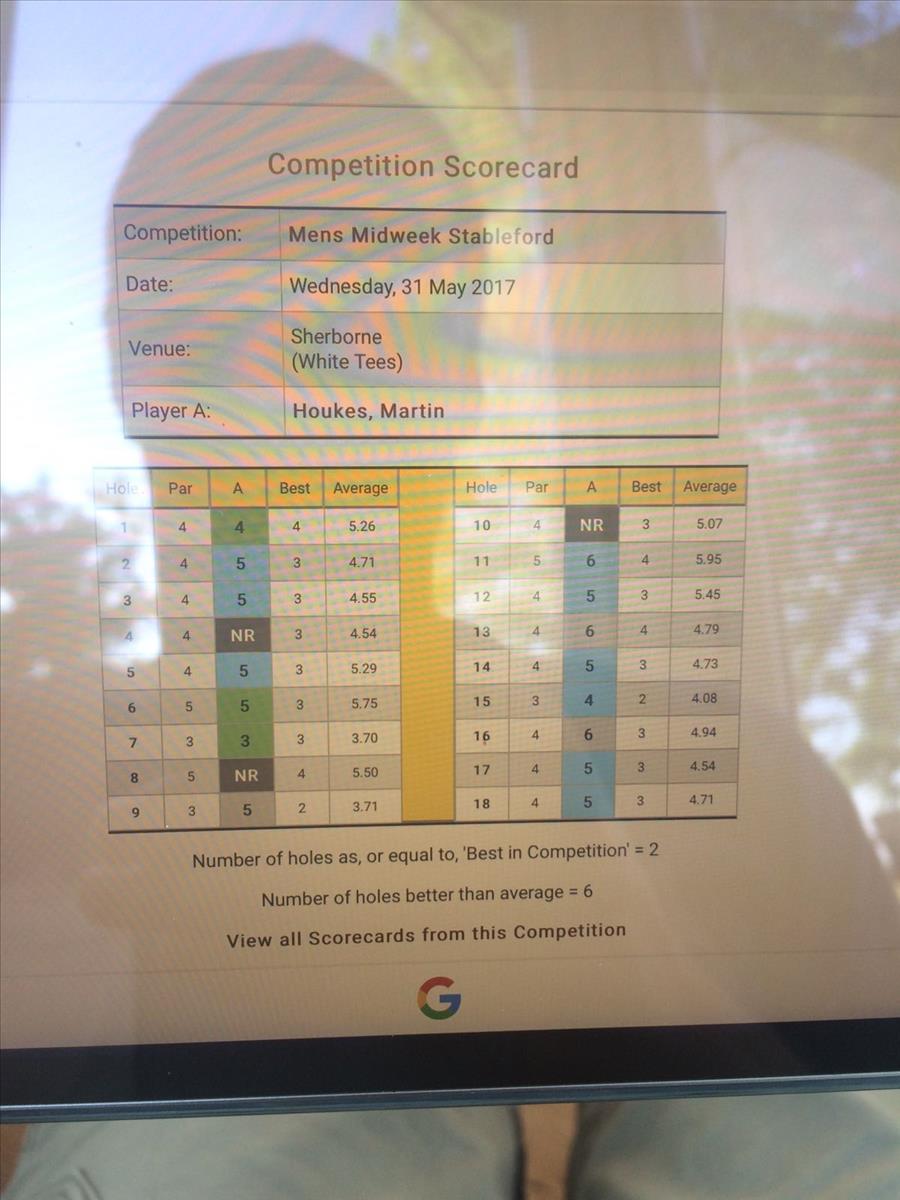 Competition Scorecard
Competition: Mens Midweek Stableford
Date: Wednesday, 31 May 2017
Venue: Sherborne
(White Tees)
Player A: Houkes, Martin
Hole Par A Best Average Hole Par A Best Average
1 4 4 4 5.26 10 4 NR 3 5.07
2 4 5 3 4.71 11 5 6 4 5.95
3 4 5 3 4.55 12 4 5 3 5.45
4 4 NR 3 4.54 13 4 6 4 4.79
5 4 5 3 5.29 14 4 5 3 4.73
6 5 5 3 5.75 15 3 4 2 4.08
7 3 3 3 3.70 16 4 6 3 4.94
8 5 NR 4 5.50 17 4 5 3 4.54
9 3 5 2 3.71 18 4 5 3 4.71
Number of holes as, or equal to, 'Best in Competition' = 2
Number of holes better than average = 6
View all Scorecards from this Competition
G